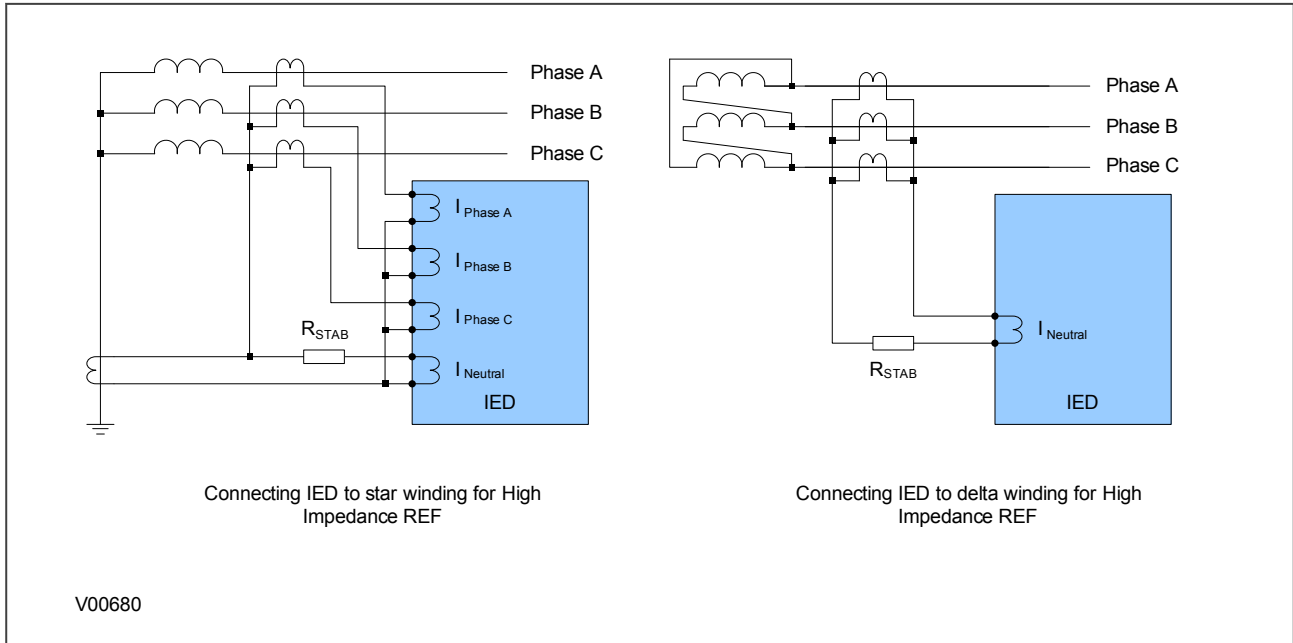 Phase A
Phase B
Phase C
I Phase A
I Phase B
I Phase C
RSTAB
I Neutral
IED
Connecting IED to star winding for High
Impedance REF
Phase A
Phase B
Phase C
I Neutral
RSTAB
IED
Connecting IED to delta winding for High
Impedance REF
V00680